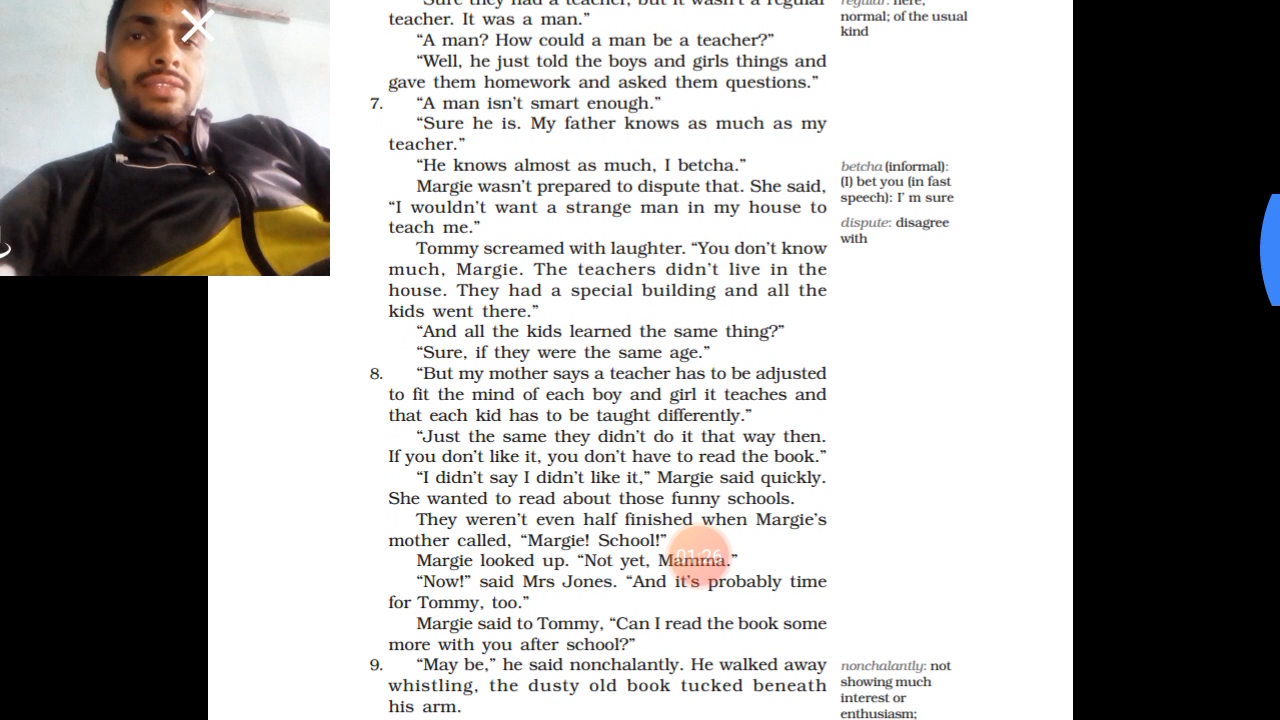 "Sure they had a teacher, but it wasn't a regular
teacher. It was a man."
"A man? How could a man be a teacher?"
"Well, he just told the boys and girls things and
gave them homework and asked them questions."
7. "A man isn't smart enough."
"Sure he is. My father knows as much as my
teacher."
"He knows almost as much, I betcha."
Margie wasn't prepared to dispute that. She said,
"I wouldn't want a strange man in my house to
teach me."
Tommy screamed with laughter. "You don't know
much, Margie. The teachers didn't live in the
house. They had a special building and all the
kids went there."
"And all the kids learned the same thing?"
"Sure, if they were the same age."
8. "But my mother says a teacher has to be adjusted
to fit the mind of each boy and girl it teaches and
that each kid has to be taught differently."
"Just the same they didn't do it that way then.
If you don't like it, you don't have to read the book."
"I didn't say I didn't like it," Margie said quickly.
She wanted to read about those funny schools.
They weren't even half finished when Margie's
mother called, "Margie! School!"
Margie looked up. "Not yet, Mamma."
"Now!" said Mrs Jones. "And it's probably time
for Tommy, too."
Margie said to Tommy, "Can I read the book some
more with you after school?"
9. "May be," he said nonchalantly. He walked away
whistling, the dusty old book tucked beneath
his arm.
regular: here,
normal; of the usual
kind
betcha (informal):
(I) bet you (in fast
speech): I' m sure
dispute: disagree
with
nonchalantly: not
showing much
interest or
enthusiasm;
01:26